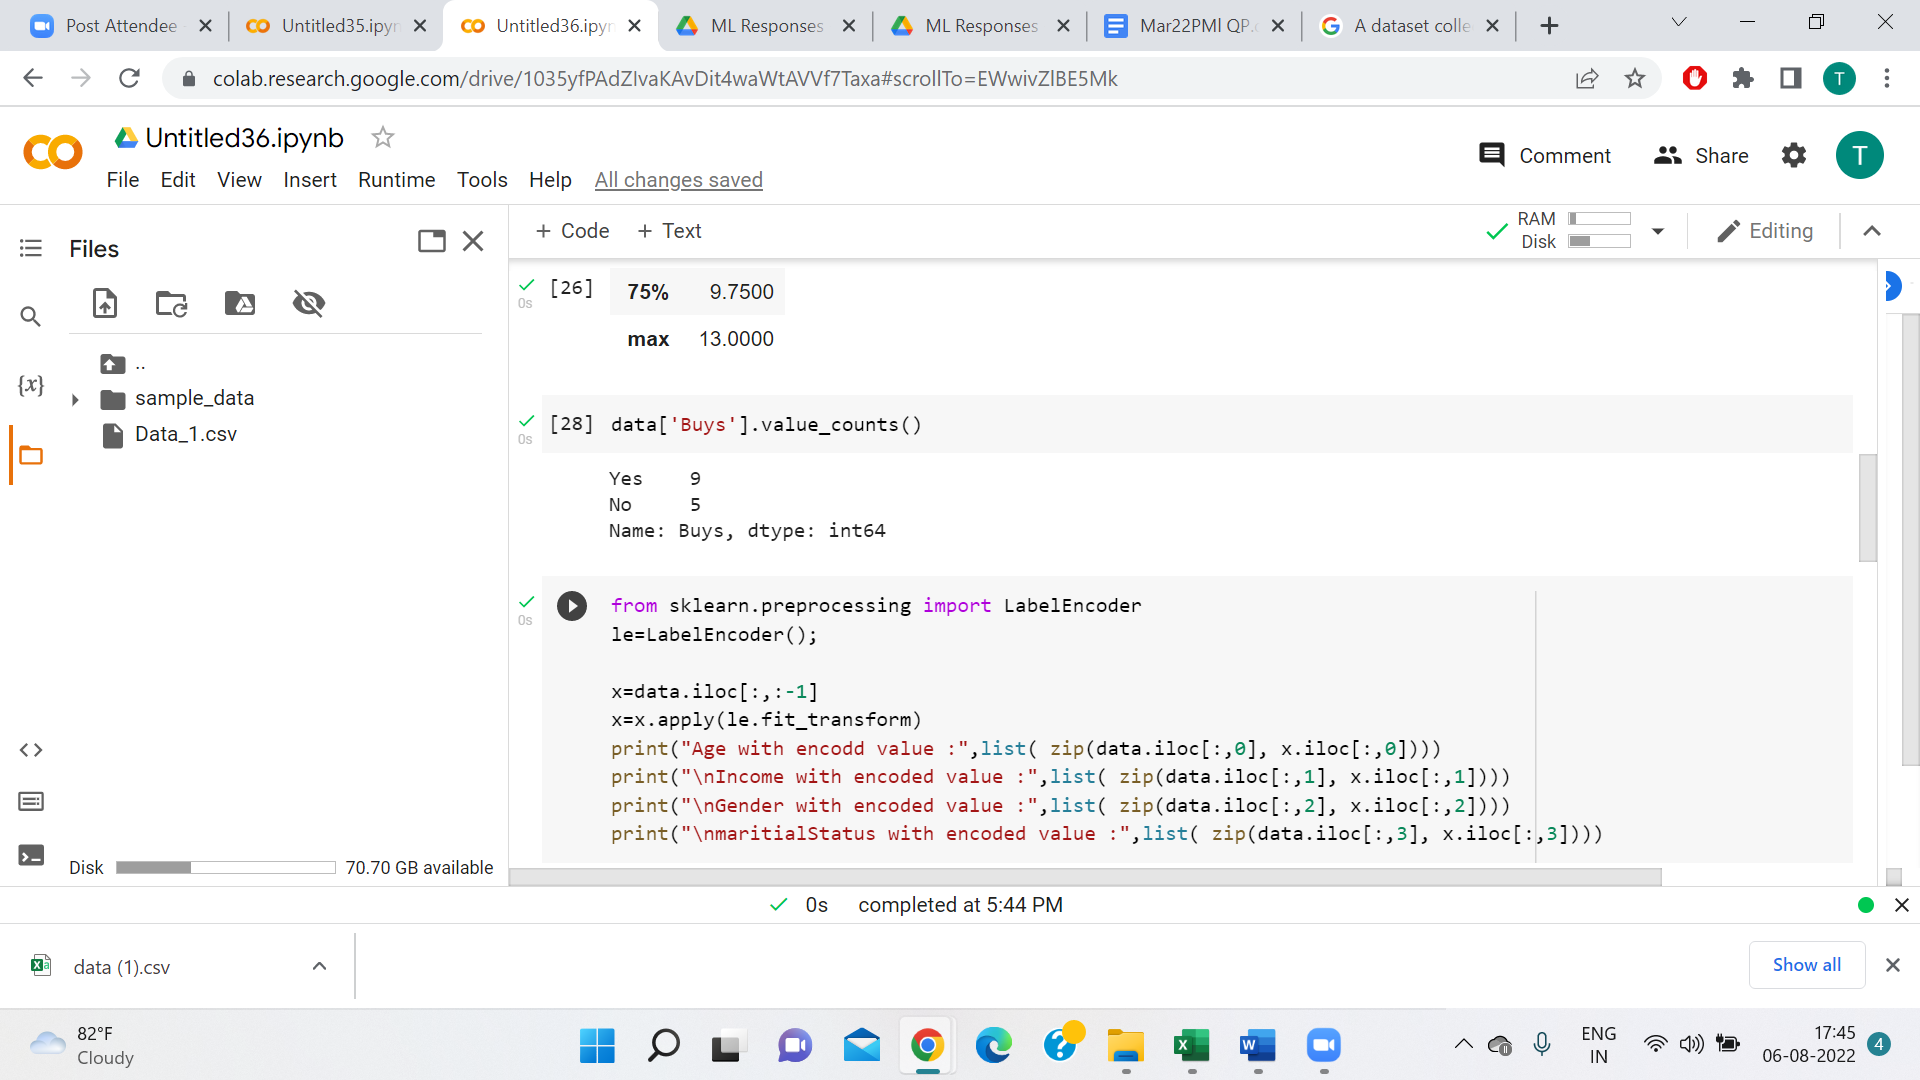 Post Attendee
Untitled35.ipyn
Untitled36.ipyn
ML Responses
ML Responses
Mar22PMl QP.
A dataset colle
colab.research.google.com/drive/1035yfPAdZIvaKAvDit4waWtAVVf7Taxa#scrollTo=EWwivZlBE5Mk
T
Untitled36.ipynb
Comment
Share
T
File Edit View Insert Runtime Tools Help All changes saved
Files
+ Code + Text
RAM
Disk
Editing
0s
[26]
75% 9.7500
max 13.0000
{x}
..
sample_data
Data_1.csv
0s
[28] data['Buys'].value_counts()
Yes 9
No 5
Name: Buys, dtype: int64
0s
from sklearn.preprocessing import LabelEncoder
le=LabelEncoder();
x=data.iloc[:,:-1]
x=x.apply(le.fit_transform)
print("Age with encodd value :",list( zip(data.iloc[:,0], x.iloc[:,0])))
print("\nIncome with encoded value :",list( zip(data.iloc[:,1], x.iloc[:,1])))
print("\nGender with encoded value :",list( zip(data.iloc[:,2], x.iloc[:,2])))
print("\nmaritialStatus with encoded value :",list( zip(data.iloc[:,3], x.iloc[:,3])))
Disk 70.70 GB available
0s completed at 5:44 PM
data (1).csv
Show all
82°F
Cloudy
ENG
IN
17:45
06-08-2022
4